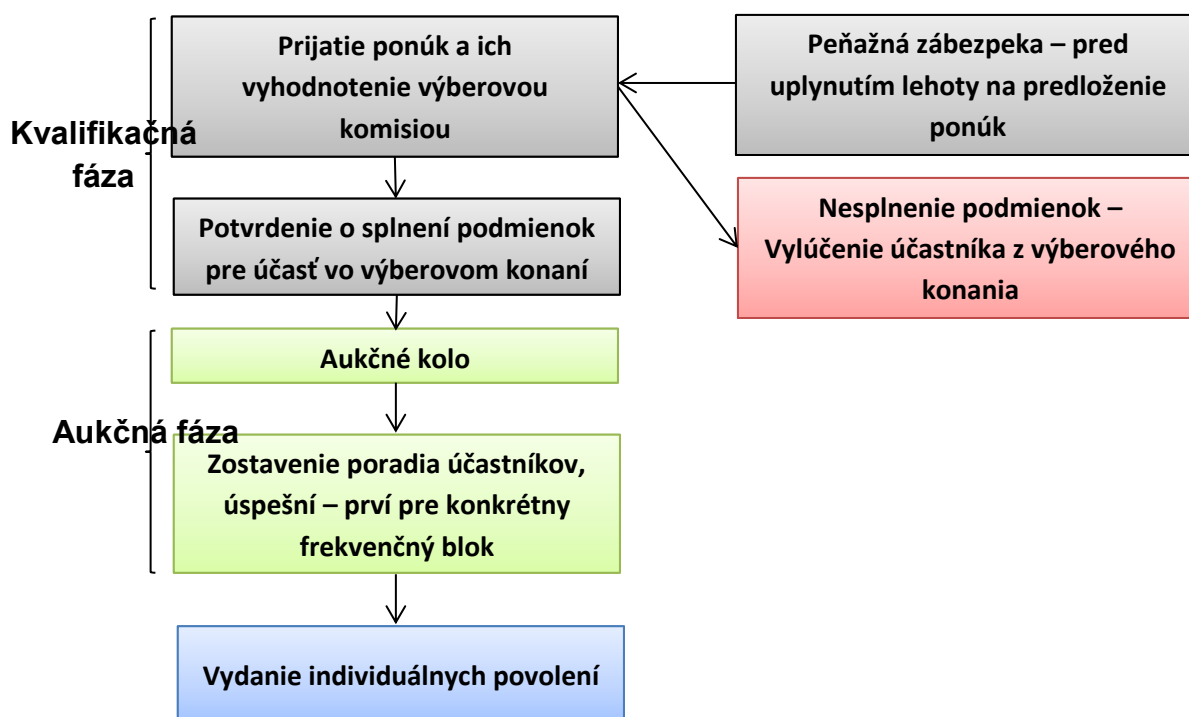 Prijatie ponúk a ich
vyhodnotenie výberovou
komisiou
Peňažná zábezpeka – pred
uplynutím lehoty na predloženie
ponúk
Kvalifikačná
fáza
Nesplnenie podmienok –
Vylúčenie účastníka z výberového
konania
Potvrdenie o splnení podmienok
pre účasť vo výberovom konaní
Aukčné kolo
Aukčná fáza
Zostavenie poradia účastníkov,
úspešní – prví pre konkrétny
frekvenčný blok
Vydanie individuálnych povolení